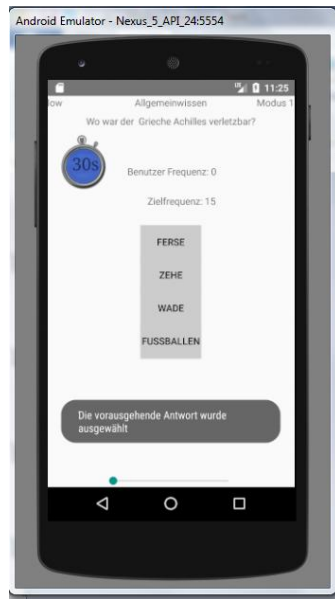 Android Emulator - Nexus_5_API_24:5554
11:25
low Allgemeinwissen Modus 1
Wo war der Grieche Achilles verletzbar?
30s
Benutzer Frequenz: 0
Zielfrequenz: 15
FERSE
ZEHE
WADE
FUSSBALLEN
Die vorausgehende Antwort wurde
ausgewählt